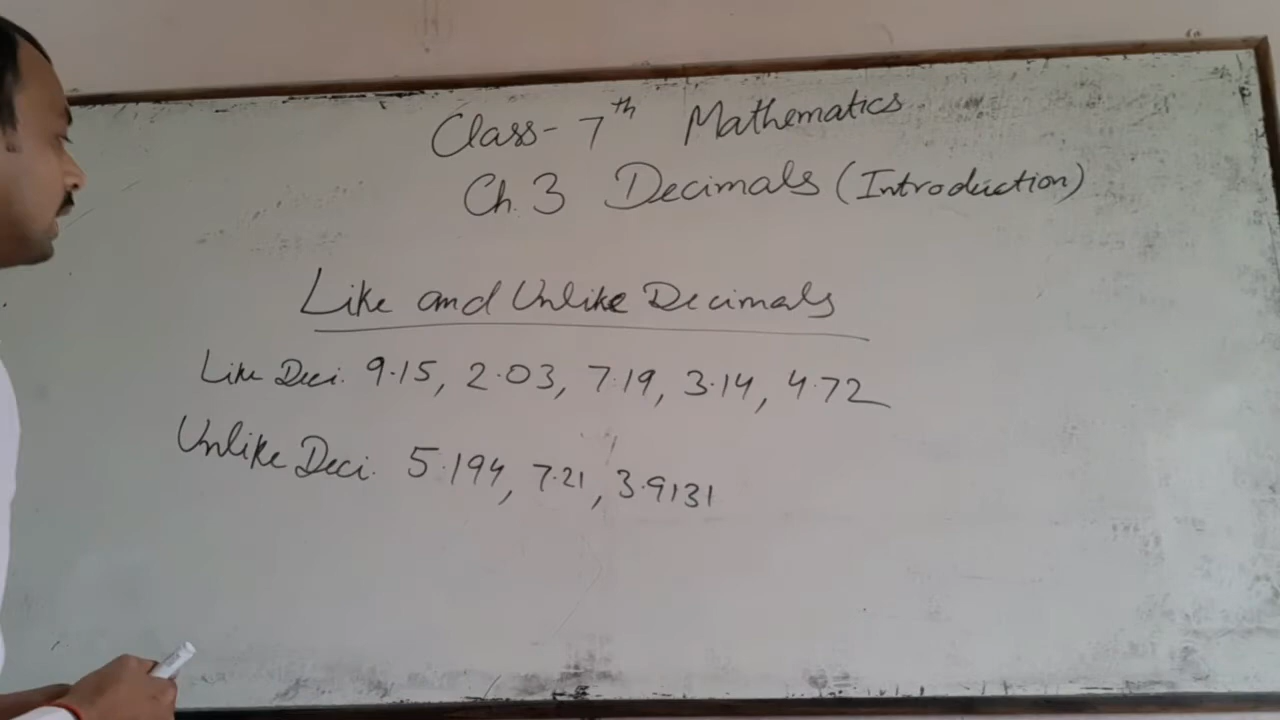 Class- 7th Mathematics
Ch. 3 Decimals (Introduction)
Like and Unlike Decimals
Like Deci. 9.15, 2.03, 7.19, 3.14, 4.72
Unlike Deci. 5.194, 7.21, 3.9131